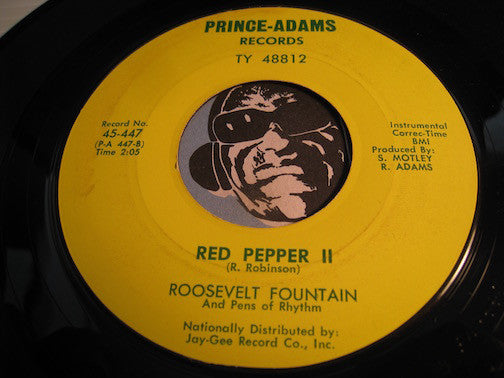 PRINCE-ADAMS
RECORDS
TY 48812
Record No.
45-447
(P-A 447-B)
Time 2:05
Instrumental
Correc-Time
BMI
Produced By:
S. MOTLEY
R. ADAMS
RED PEPPER II
(R. Robinson)
ROOSEVELT FOUNTAIN
And Pens of Rhythm
Nationally Distributed by:
Jay-Gee Record Co., Inc.